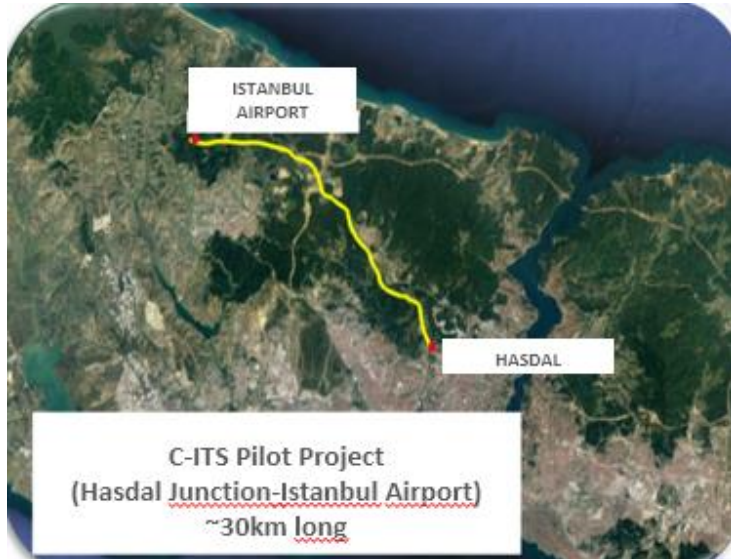 ISTANBUL
AIRPORT
HASDAL
C-ITS Pilot Project
(Hasdal Junction-Istanbul Airport)
~30km long